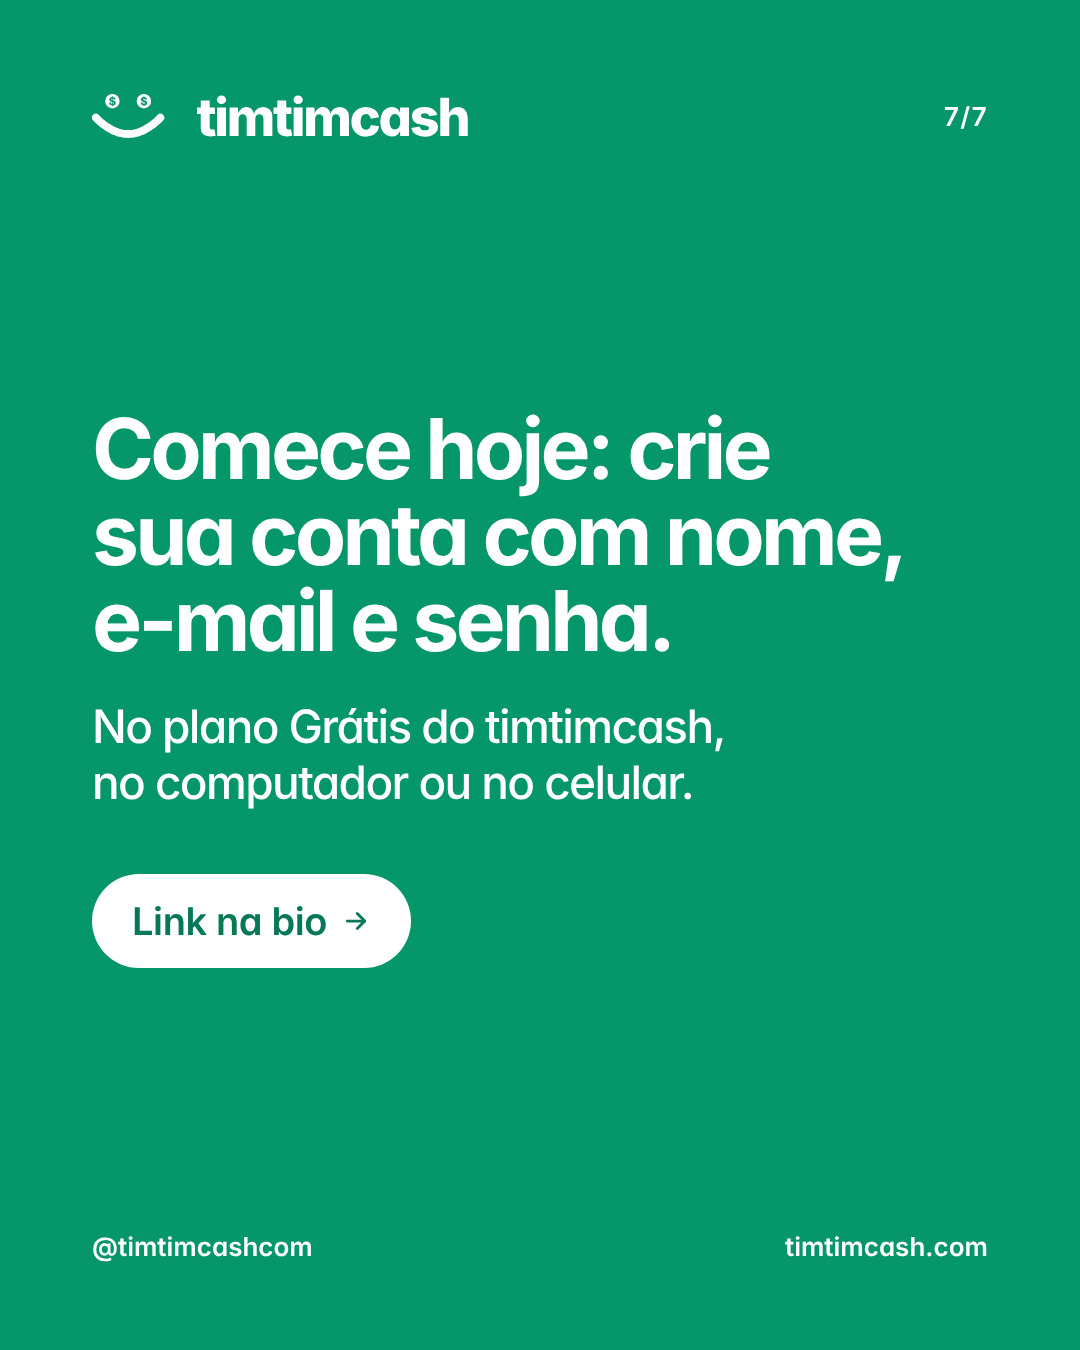 timtimcash
7/7
Comece hoje: crie
sua conta com nome,
e-mail e senha.
No plano Grátis do timtimcash,
no computador ou no celular.
Link na bio →
@timtimcashcom
timtimcash.com